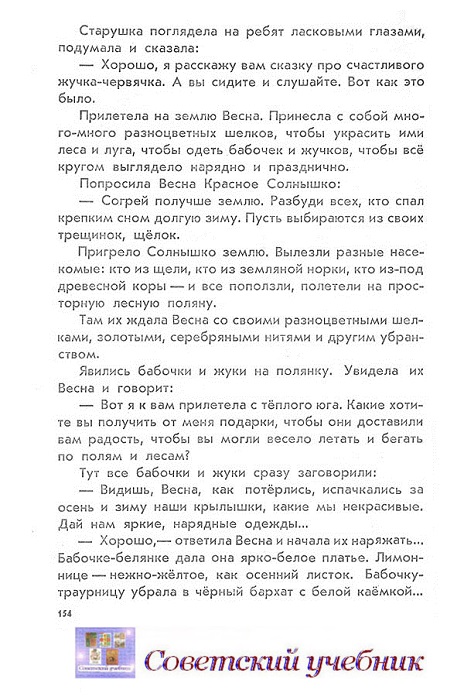 Старушка поглядела на ребят ласковыми глазами,
подумала и сказала:
— Хорошо, я расскажу вам сказку про счастливого
жучка-червячка. А вы сидите и слушайте. Вот как это
было.
Прилетела на землю Весна. Принесла с собой мно-
го-много разноцветных шелков, чтобы украсить ими
леса и луга, чтобы одеть бабочек и жучков, чтобы всё
кругом выглядело нарядно и празднично.
Попросила Весна Красное Солнышко:
— Согрей получше землю. Разбуди всех, кто спал
крепким сном долгую зиму. Пусть выбираются из своих
трещинок, щёлок.
Пригрело Солнышко землю. Вылезли разные насе-
комые: кто из щели, кто из земляной норки, кто из-под
древесной коры — и все поползли, полетели на прос-
торную лесную поляну.
Там их ждала Весна со своими разноцветными шел-
ками, золотыми, серебряными нитями и другим убран-
ством.
Явились бабочки и жуки на полянку. Увидела их
Весна и говорит:
— Вот я к вам прилетела с тёплого юга. Какие хоти-
те вы получить от меня подарки, чтобы они доставили
вам радость, чтобы вы могли весело летать и бегать
по полям и лесам?
Тут все бабочки и жуки сразу заговорили:
— Видишь, Весна, как потёрлись, испачкались за
осень и зиму наши крылышки, какие мы некрасивые.
Дай нам яркие, нарядные одежды...
— Хорошо,— ответила Весна и начала их наряжать...
Бабочке-белянке дала она ярко-белое платье. Лимон-
нице — нежно-жёлтое, как осенний листок. Бабочку-
траурницу убрала в чёрный бархат с белой каёмкой...
154
Советский учебник